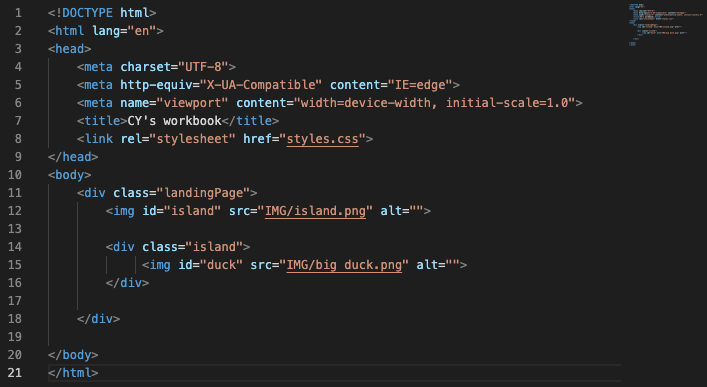 1 <!DOCTYPE html>
2 <html lang="en">
3 <head>
4 <meta charset="UTF-8">
5 <meta http-equiv="X-UA-Compatible" content="IE=edge">
6 <meta name="viewport" content="width=device-width, initial-scale=1.0">
7 <title>CY's workbook</title>
8 <link rel="stylesheet" href="styles.css">
9 </head>
10 <body>
11 <div class="landingPage">
12 <img id="island" src="IMG/island.png" alt="">
13
14 <div class="island">
15 <img id="duck" src="IMG/big duck.png" alt="">
16 </div>
17
18 </div>
19
20 </body>
21 </html>